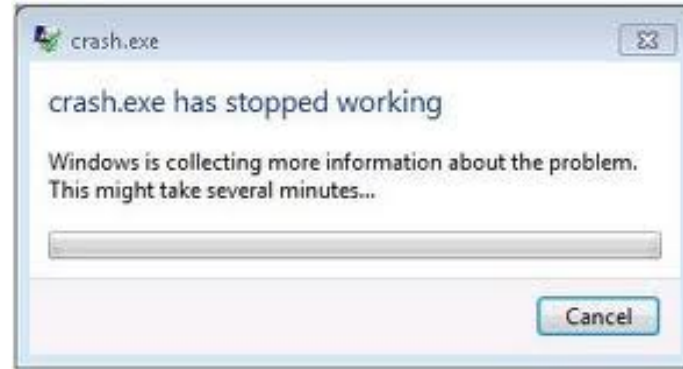 crash.exe
crash.exe has stopped working
Windows is collecting more information about the problem.
This might take several minutes...
Cancel